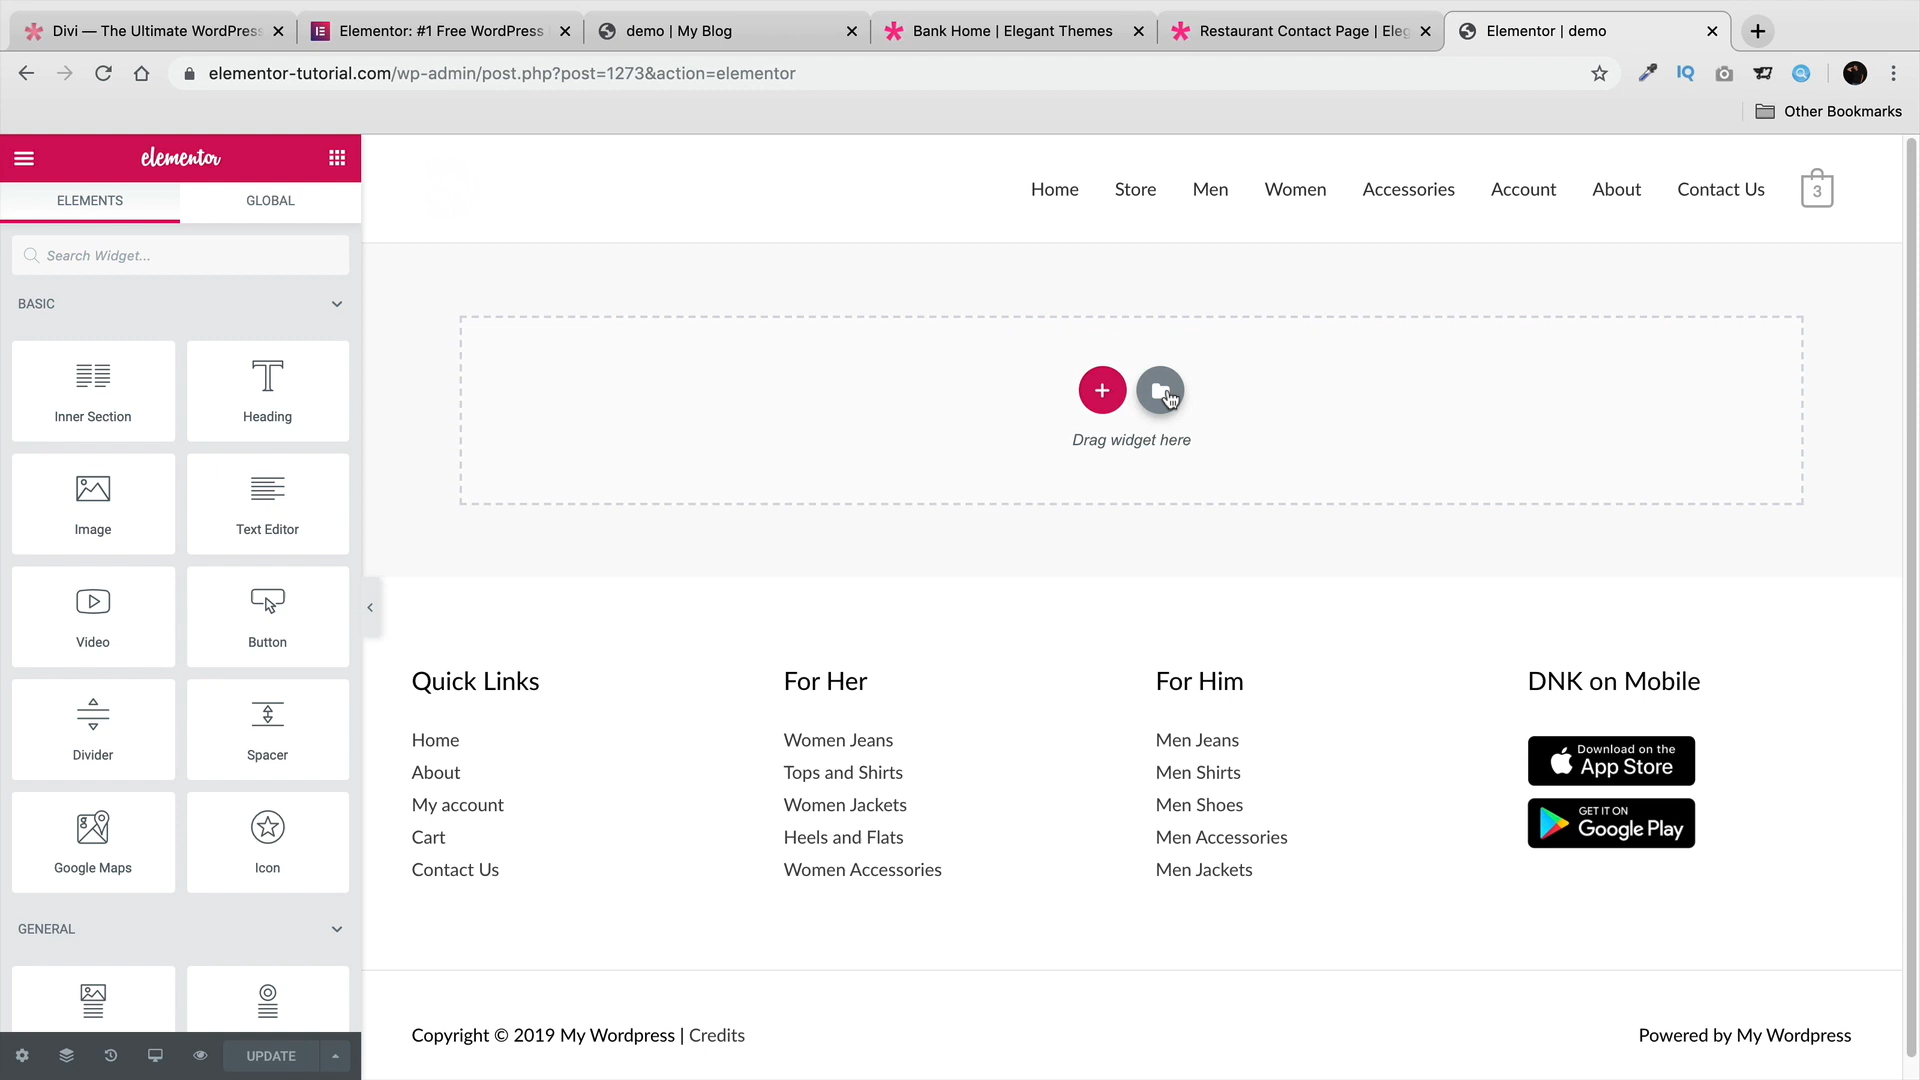 Divi — The Ultimate WordPress
Elementor: #1 Free WordPress
demo | My Blog
Bank Home | Elegant Themes
Restaurant Contact Page | Eleg
Elementor | demo
elementor-tutorial.com/wp-admin/post.php?post=1273&action=elementor
IQ
Other Bookmarks
elementor
ELEMENTS
GLOBAL
Search Widget...
BASIC
Inner Section
Heading
Image
Text Editor
Video
Button
Divider
Spacer
Google Maps
Icon
GENERAL
UPDATE
Home
Store
Men
Women
Accessories
Account
About
Contact Us
3
Drag widget here
Quick Links
Home
About
My account
Cart
Contact Us
For Her
Women Jeans
Tops and Shirts
Women Jackets
Heels and Flats
Women Accessories
For Him
Men Jeans
Men Shirts
Men Shoes
Men Accessories
Men Jackets
DNK on Mobile
Download on the
App Store
GET IT ON
Google Play
Copyright © 2019 My Wordpress | Credits
Powered by My Wordpress